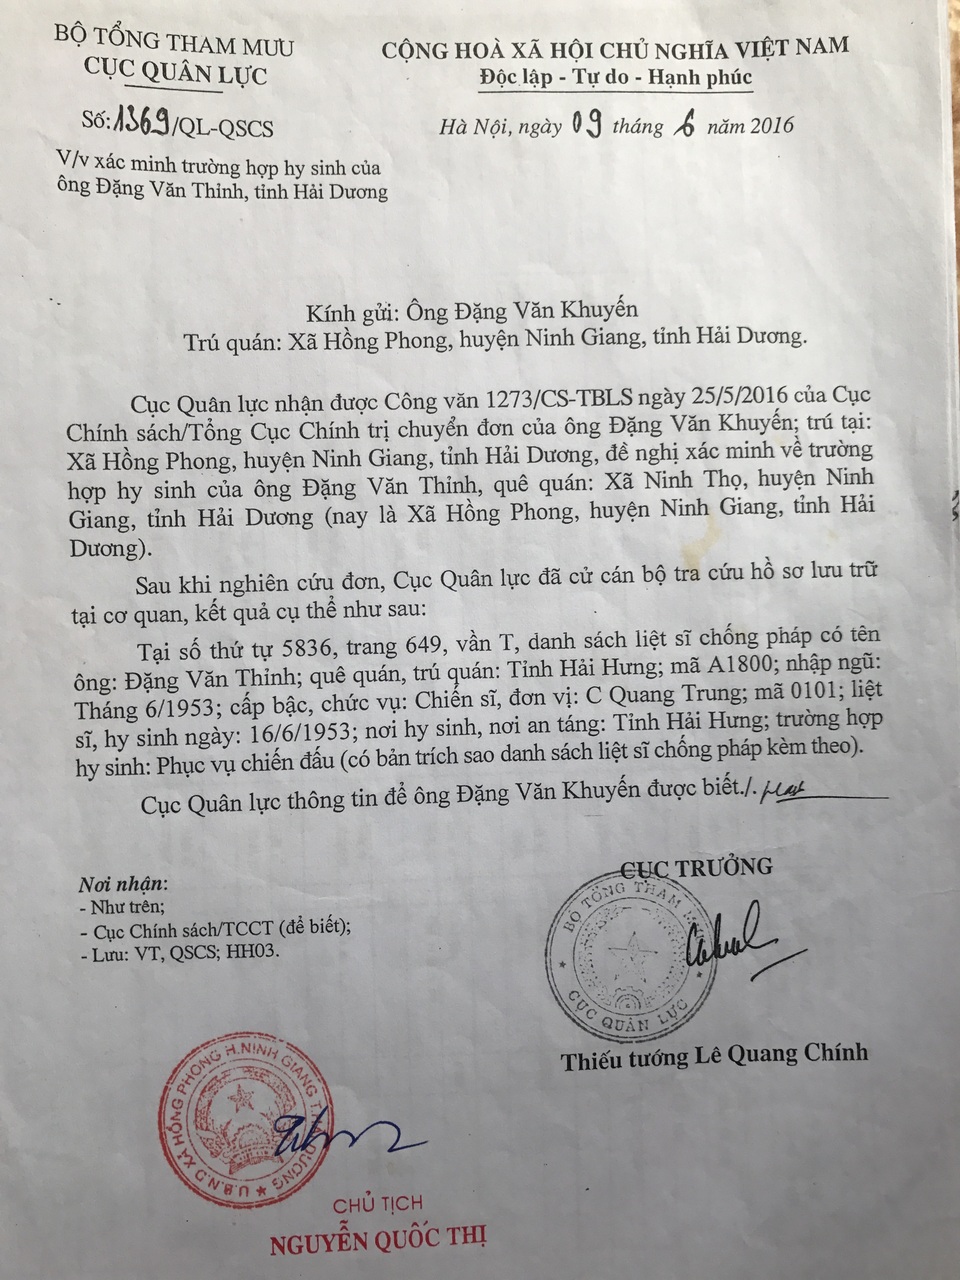 BỘ TỔNG THAM MƯU
CỤC QUÂN LỰC
CỘNG HOÀ XÃ HỘI CHỦ NGHĨA VIỆT NAM
Độc lập - Tự do - Hạnh phúc
Số: 1369/QL-QSCS
Hà Nội, ngày 09 tháng 6 năm 2016
V/v xác minh trường hợp hy sinh của
ông Đặng Văn Thỉnh, tỉnh Hải Dương
Kính gửi: Ông Đặng Văn Khuyến
Trú quán: Xã Hồng Phong, huyện Ninh Giang, tỉnh Hải Dương.
Cục Quân lực nhận được Công văn 1273/CS-TBLS ngày 25/5/2016 của Cục
Chính sách/Tổng Cục Chính trị chuyển đơn của ông Đặng Văn Khuyến; trú tại:
Xã Hồng Phong, huyện Ninh Giang, tỉnh Hải Dương, đề nghị xác minh về trường
hợp hy sinh của ông Đặng Văn Thỉnh, quê quán: Xã Ninh Thọ, huyện Ninh
Giang, tỉnh Hải Dương (nay là Xã Hồng Phong, huyện Ninh Giang, tỉnh Hải
Dương).
Sau khi nghiên cứu đơn, Cục Quân lực đã cử cán bộ tra cứu hồ sơ lưu trữ
tại cơ quan, kết quả cụ thể như sau:
Tại số thứ tự 5836, trang 649, vần T, danh sách liệt sĩ chống pháp có tên
ông: Đặng Văn Thỉnh; quê quán, trú quán: Tỉnh Hải Hưng; mã A1800; nhập ngũ:
Tháng 6/1953; cấp bậc, chức vụ: Chiến sĩ, đơn vị: C Quang Trung; mã 0101; liệt
sĩ, hy sinh ngày: 16/6/1953; nơi hy sinh, nơi an táng: Tỉnh Hải Hưng; trường hợp
hy sinh: Phục vụ chiến đấu (có bản trích sao danh sách liệt sĩ chống pháp kèm theo).
Cục Quân lực thông tin để ông Đặng Văn Khuyến được biết./.
Nơi nhận:
- Như trên;
- Cục Chính sách/TCCT (để biết);
- Lưu: VT, QSCS; HH03.
CỤC TRƯỞNG
BỘ TỔNG THAM MƯU
CỤC QUÂN LỰC
Thiếu tướng Lê Quang Chính
U.B.N.D XÃ HỒNG PHONG H.NINH GIANG T.HẢI DƯƠNG
CHỦ TỊCH
NGUYỄN QUỐC THỊ